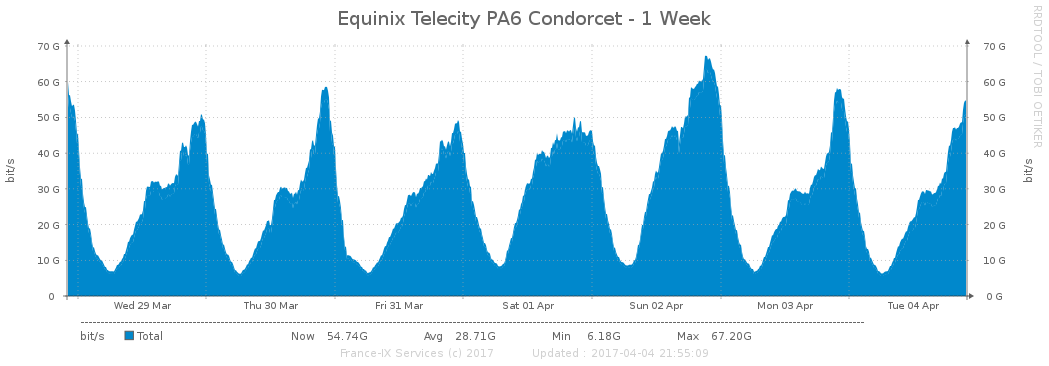 Equinix Telecity PA6 Condorcet - 1 Week
RRDTOOL / TOBI OETIKER
70 G 70 G
60 G 60 G
50 G 50 G
40 G 40 G
30 G 30 G
20 G 20 G
10 G 10 G
0 0 G
bit/s bit/s
Wed 29 Mar Thu 30 Mar Fri 31 Mar Sat 01 Apr Sun 02 Apr Mon 03 Apr Tue 04 Apr
bit/s Total Now 54.74G Avg 28.71G Min 6.18G Max 67.20G
France-IX Services (c) 2017 Updated : 2017-04-04 21:55:09